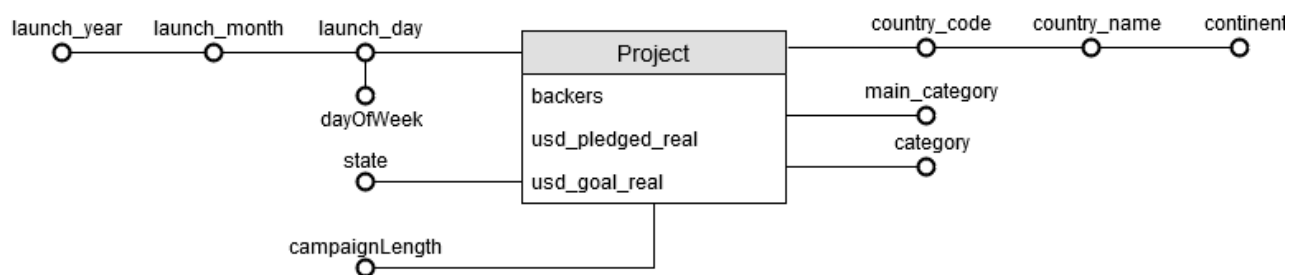 launch_year launch_month launch_day
dayOfWeek
state
campaignLength
Project
backers
usd_pledged_real
usd_goal_real
country_code country_name continent
main_category
category